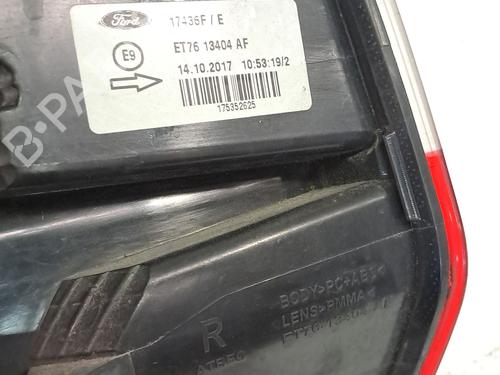 Ford
17436F / E
E9
ET76 13404 AF
14.10.2017 10:53:19/2
175352625
B-PA
R
BODY>PC+ABS<
LENS>PMMA<